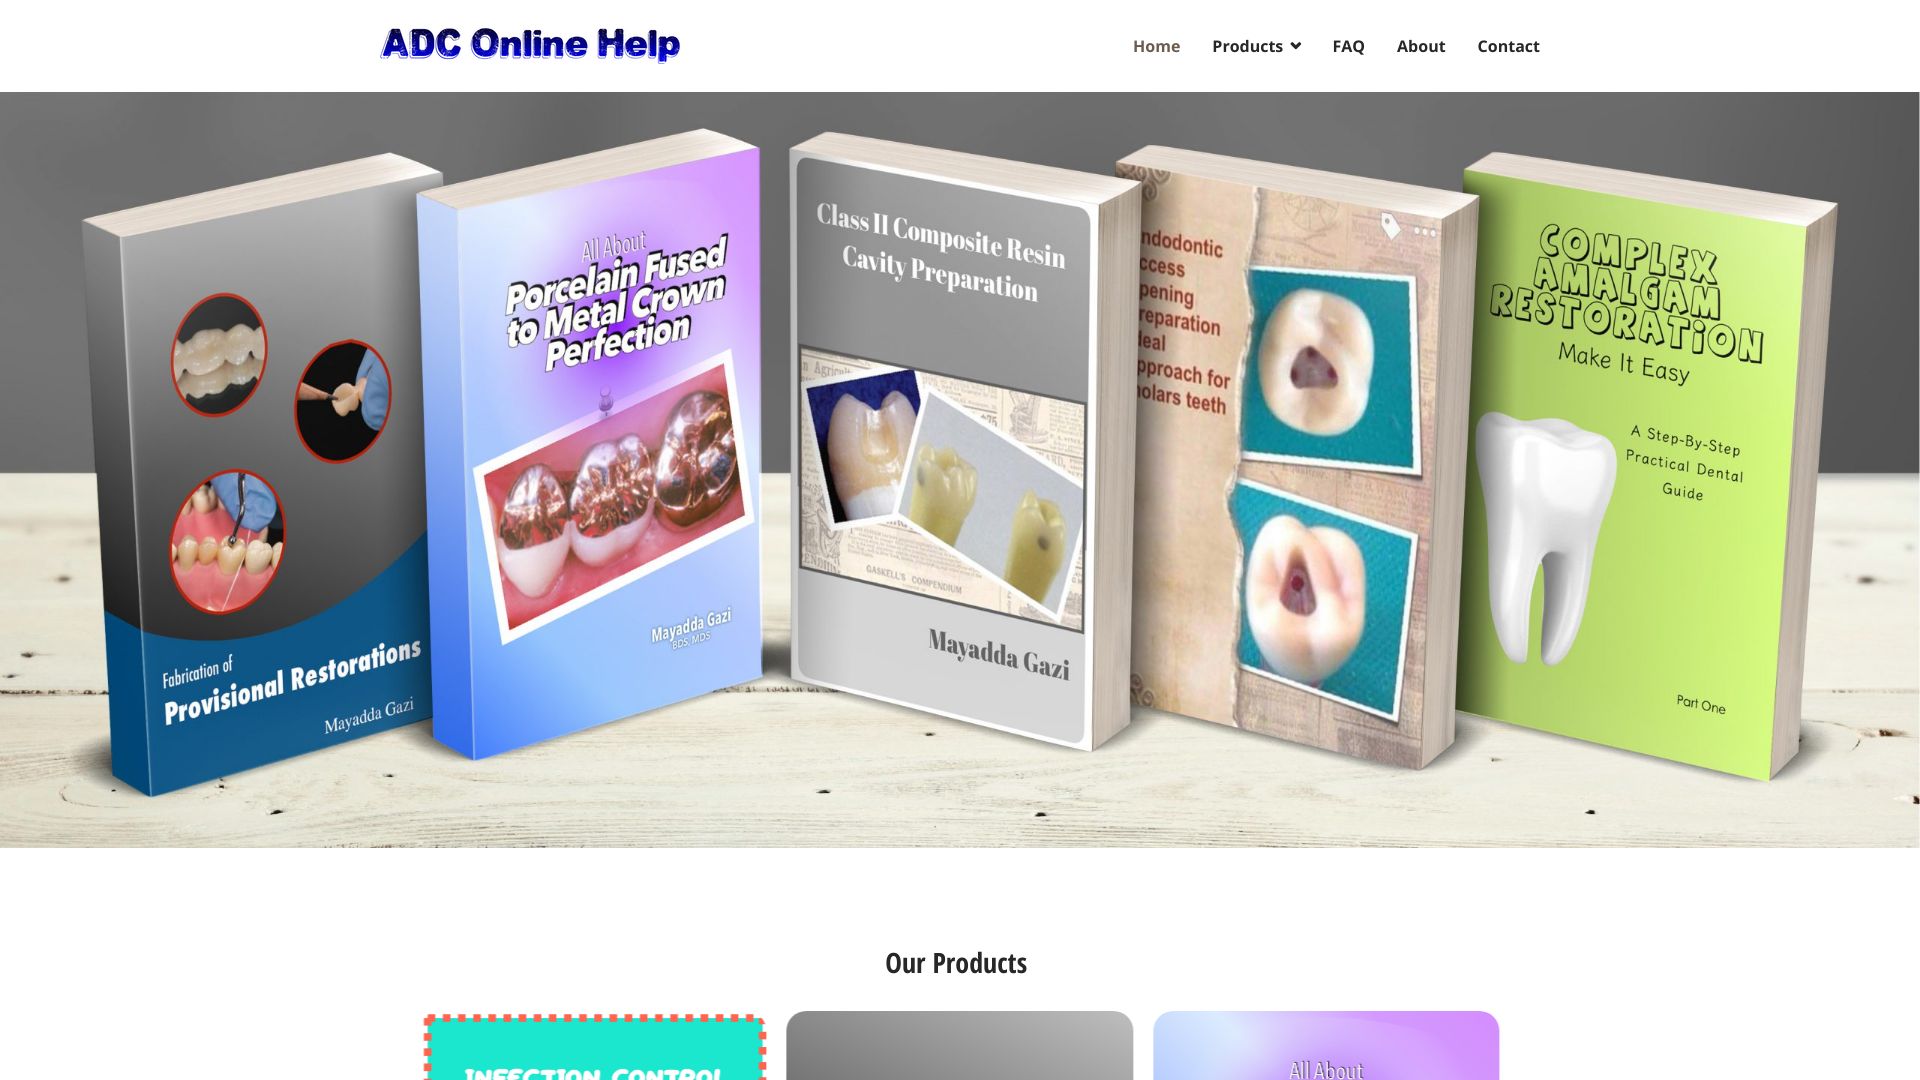 ADC Online Help
Home
Products
FAQ
About
Contact
Fabrication of
Provisional Restorations
Mayadda Gazi
All About
Porcelain Fused
to Metal Crown
Perfection
Mayadda Gazi
BDS, MDS
Class II Composite Resin
Cavity Preparation
GASKELL'S COMPENDIUM
Mayadda Gazi
ndodontic
ccess
pening
reparation
deal
pproach for
olars teeth
COMPLEX
AMALGAM
RESTORATION
Make It Easy
A Step-By-Step
Practical Dental
Guide
Part One
Our Products
INFECTION CONTROL
All About